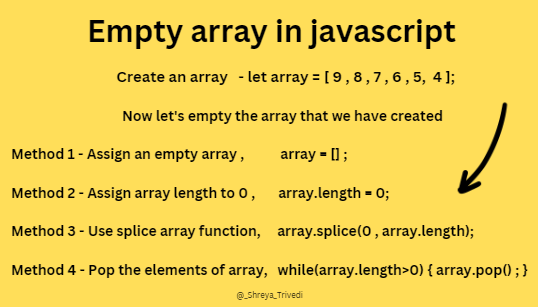 Empty array in javascript
Create an array - let array = [ 9 , 8 , 7 , 6 , 5, 4 ];
Now let's empty the array that we have created
Method 1 - Assign an empty array , array = [] ;
Method 2 - Assign array length to 0 , array.length = 0;
Method 3 - Use splice array function, array.splice(0 , array.length);
Method 4 - Pop the elements of array, while(array.length>0) { array.pop() ; }
@_Shreya_Trivedi